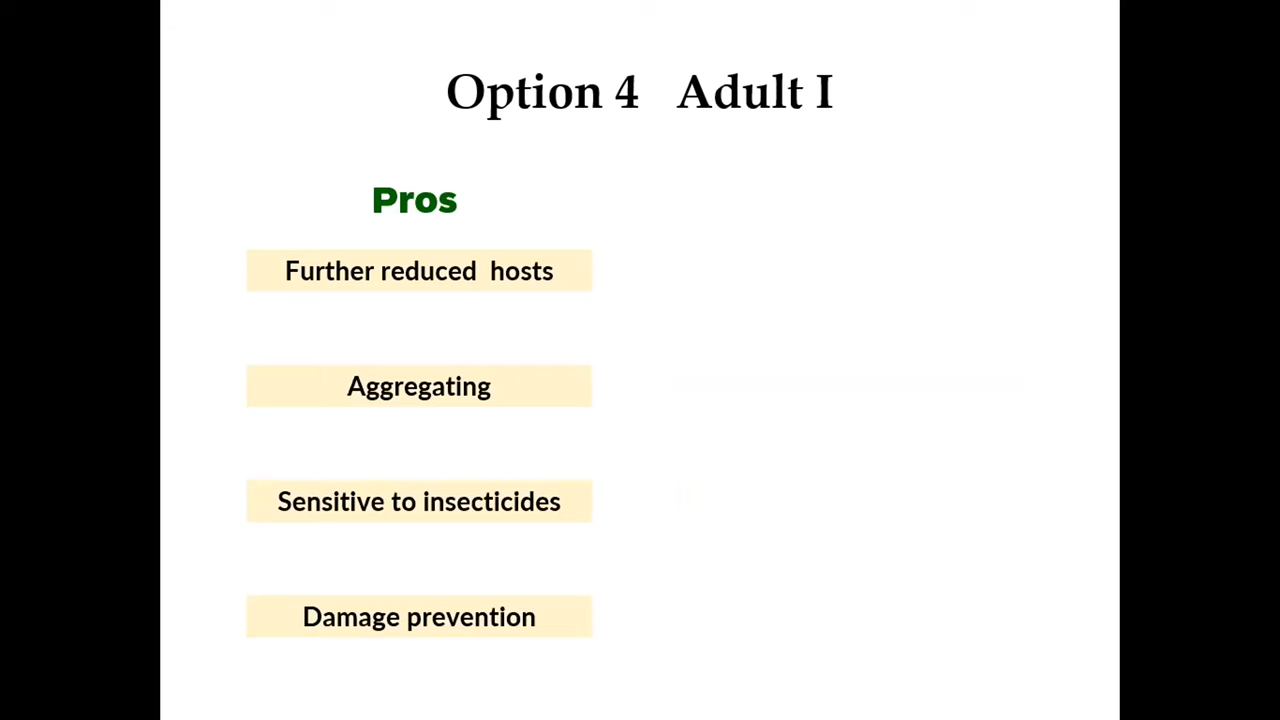 Option 4 Adult I
Pros
Further reduced hosts
Aggregating
Sensitive to insecticides
Damage prevention